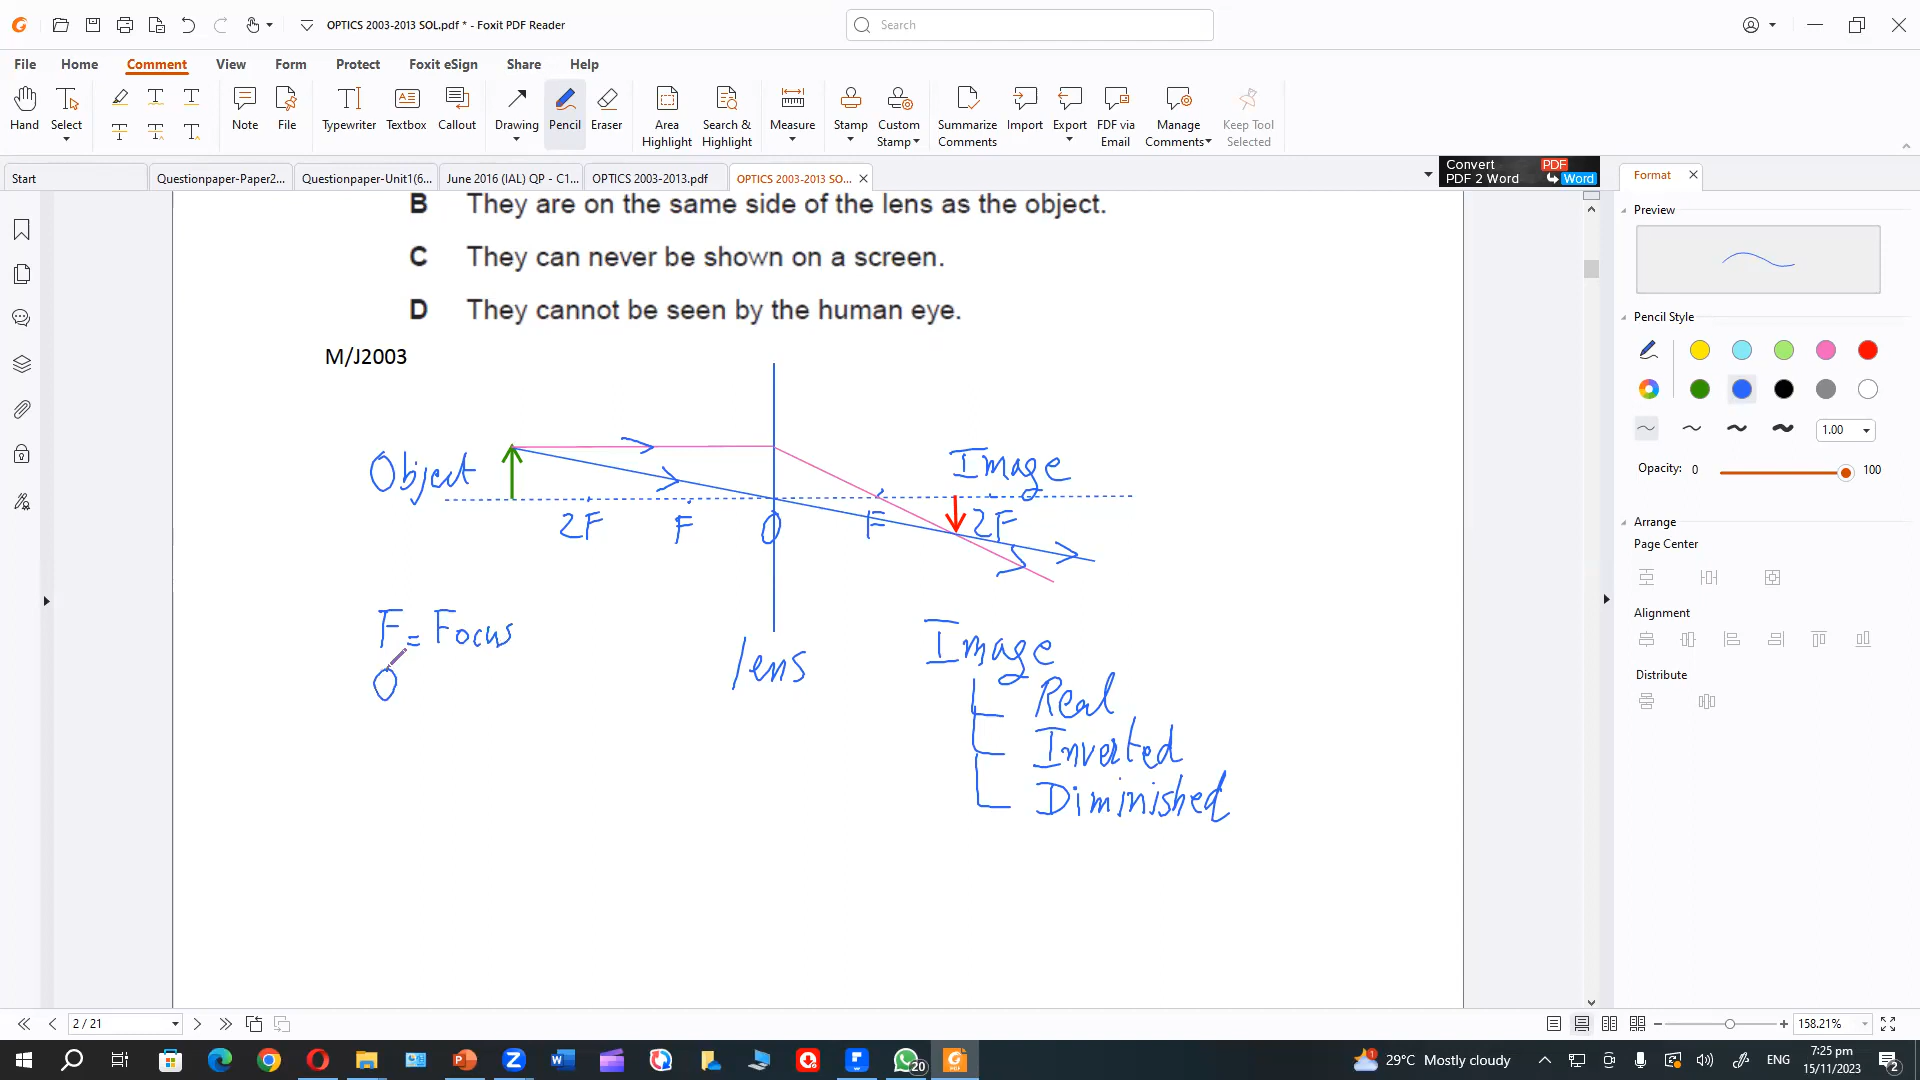 OPTICS 2003-2013 SOL.pdf * - Foxit PDF Reader
Search
File Home Comment View Form Protect Foxit eSign Share Help
Hand Select Note File Typewriter Textbox Callout Drawing Pencil Eraser Area Highlight Search & Highlight Measure Stamp Custom Stamp Summarize Comments Import Export FDF via Email Manage Comments Keep Tool Selected
Start Questionpaper-Paper2... Questionpaper-Unit1(6... June 2016 (IAL) QP - C1... OPTICS 2003-2013.pdf OPTICS 2003-2013 SO...
Convert PDF
PDF 2 Word Word
Format
Preview
Pencil Style
1.00
Opacity: 0 100
Arrange
Page Center
Alignment
Distribute
B They are on the same side of the lens as the object.
C They can never be shown on a screen.
D They cannot be seen by the human eye.
M/J2003
Object Image
2F F O F 2F
F = Focus
O
lens
Image
Real
Inverted
Diminished
2 / 21
158.21%
20
29°C Mostly cloudy
ENG
7:25 pm
15/11/2023
2